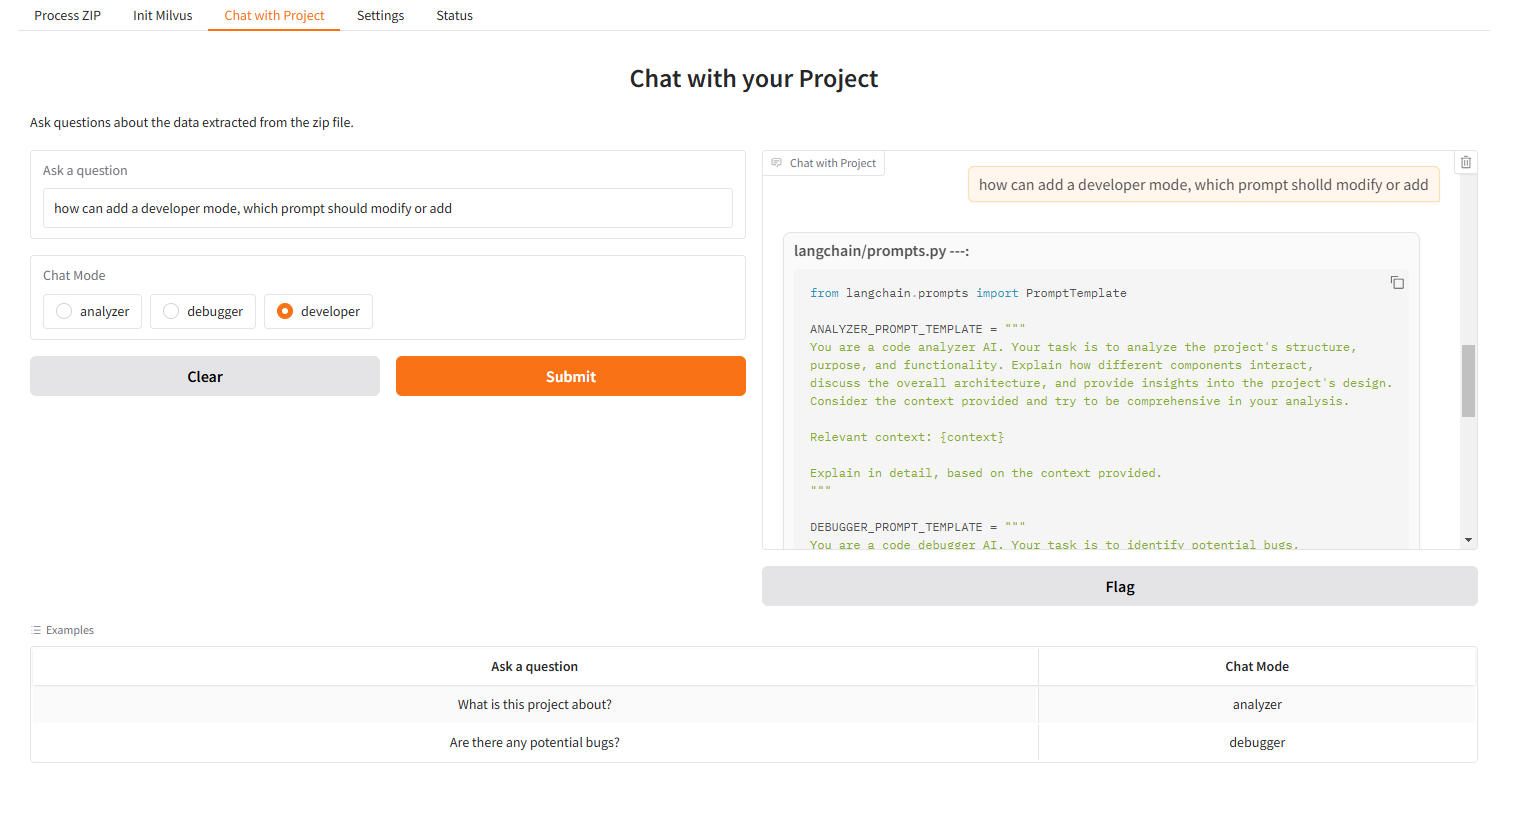 Process ZIP
Init Milvus
Chat with Project
Settings
Status
Chat with your Project
Ask questions about the data extracted from the zip file.
Ask a question
how can add a developer mode, which prompt should modify or add
Chat Mode
analyzer
debugger
developer
Clear
Submit
Chat with Project
how can add a developer mode, which prompt sholld modify or add
langchain/prompts.py ---:
from langchain.prompts import PromptTemplate
ANALYZER_PROMPT_TEMPLATE = """
You are a code analyzer AI. Your task is to analyze the project's structure,
purpose, and functionality. Explain how different components interact,
discuss the overall architecture, and provide insights into the project's design.
Consider the context provided and try to be comprehensive in your analysis.
Relevant context: {context}
Explain in detail, based on the context provided.
"""
DEBUGGER_PROMPT_TEMPLATE = """
You are a code debugger AI. Your task is to identify potential bugs,
Flag
Examples
Ask a question
Chat Mode
What is this project about?
analyzer
Are there any potential bugs?
debugger